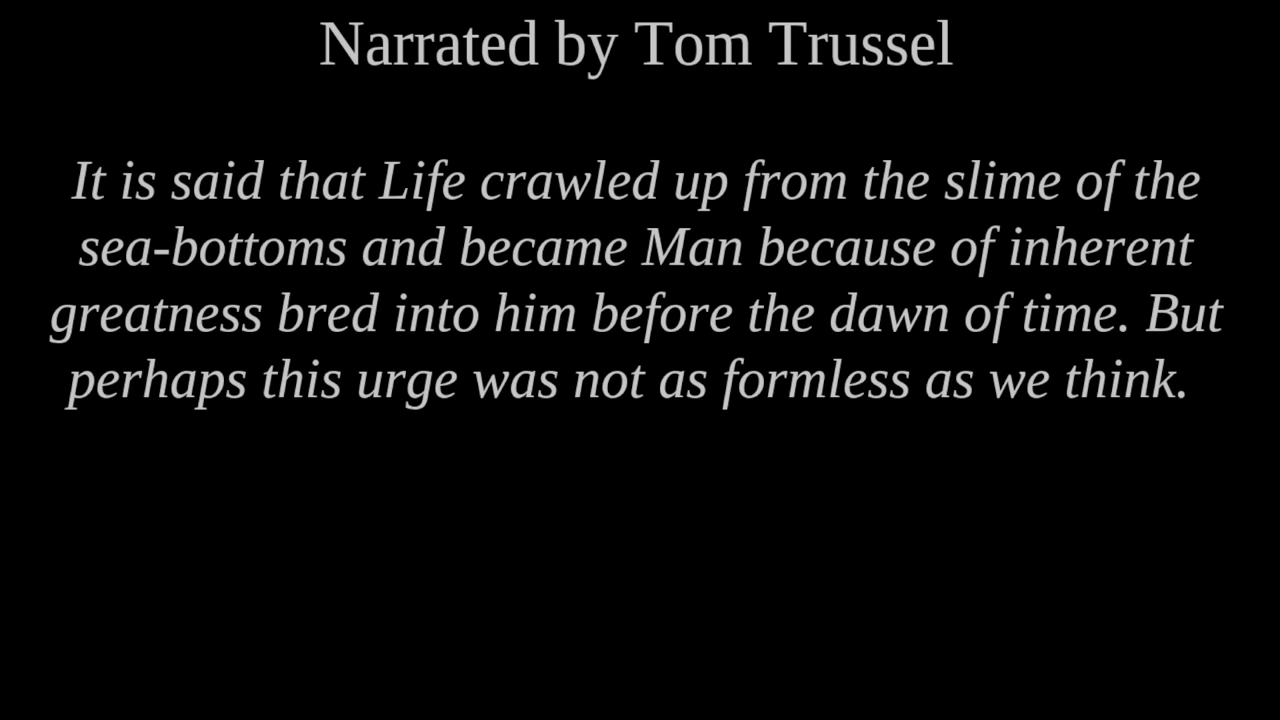 Narrated by Tom Trussel
It is said that Life crawled up from the slime of the
sea-bottoms and became Man because of inherent
greatness bred into him before the dawn of time. But
perhaps this urge was not as formless as we think.